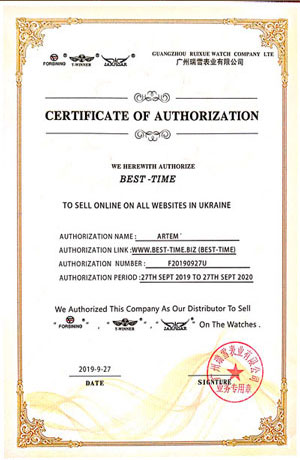 GUANGZHOU RUIXUE WATCH COMPANY LTE
FORSINING T-WINNER JARAGAR
广州瑞雪表业有限公司
CERTIFICATE OF AUTHORIZATION
WE HEREWITH AUTHORIZE
BEST -TIME
TO SELL ONLINE ON ALL WEBSITES IN UKRAINE
AUTHORIZATION NAME : ARTEM'
AUTHORIZATION LINK :WWW.BEST-TIME.BIZ (BEST-TIME)
AUTHORIZATION NUMBER : F20190927U
AUTHORIZATION PERIOD :27TH SEPT 2019 TO 27TH SEPT 2020
We Authorized This Company As Our Distributor To Sell
" FORSINING " , " T-WINNER " , " JARAGAR " On The Watches .
2019-9-27
DATE
SIGNTURE
广州瑞雪表业有限公司
业务专用章